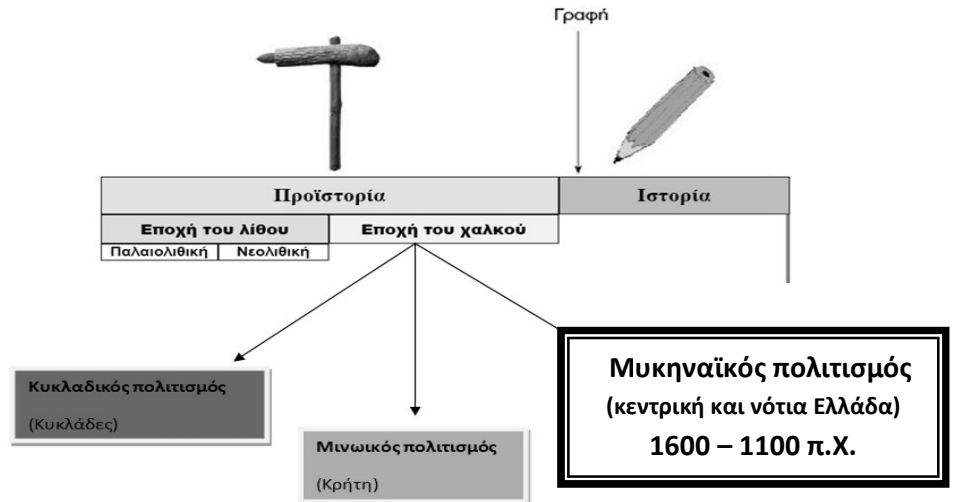 Γραφή
Προϊστορία
Ιστορία
Εποχή του λίθου
Εποχή του χαλκού
Παλαιολιθική
Νεολιθική
Κυκλαδικός πολιτισμός
(Κυκλάδες)
Μινωικός πολιτισμός
(Κρήτη)
Μυκηναϊκός πολιτισμός
(κεντρική και νότια Ελλάδα)
1600 – 1100 π.Χ.